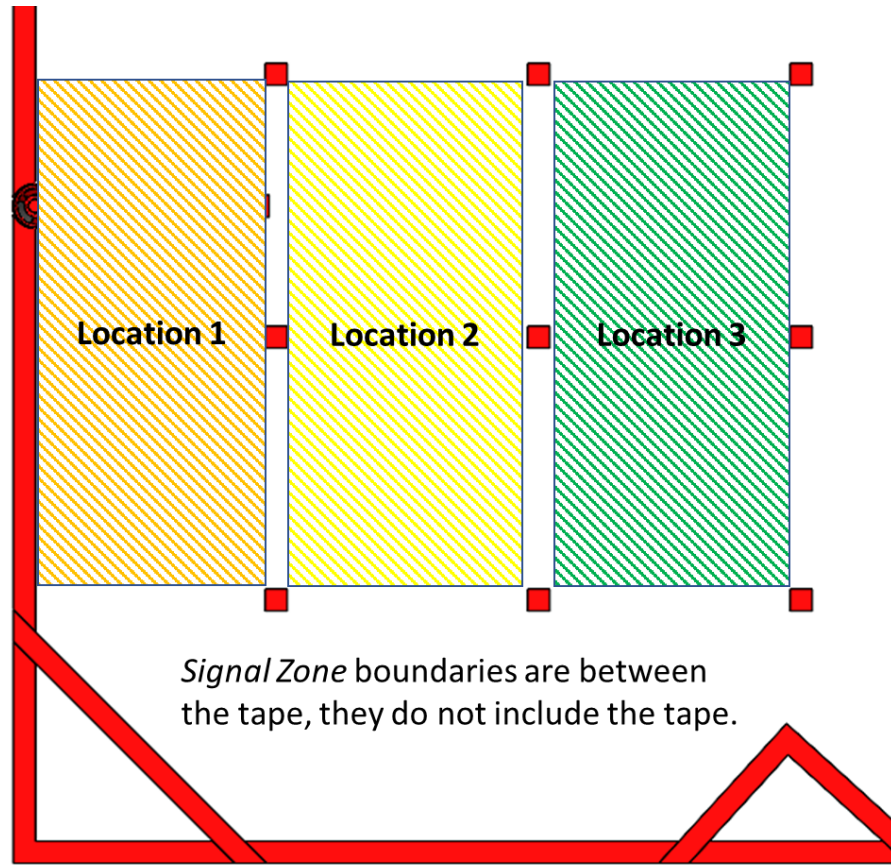 Location 1
Location 2
Location 3
Signal Zone boundaries are between
the tape, they do not include the tape.